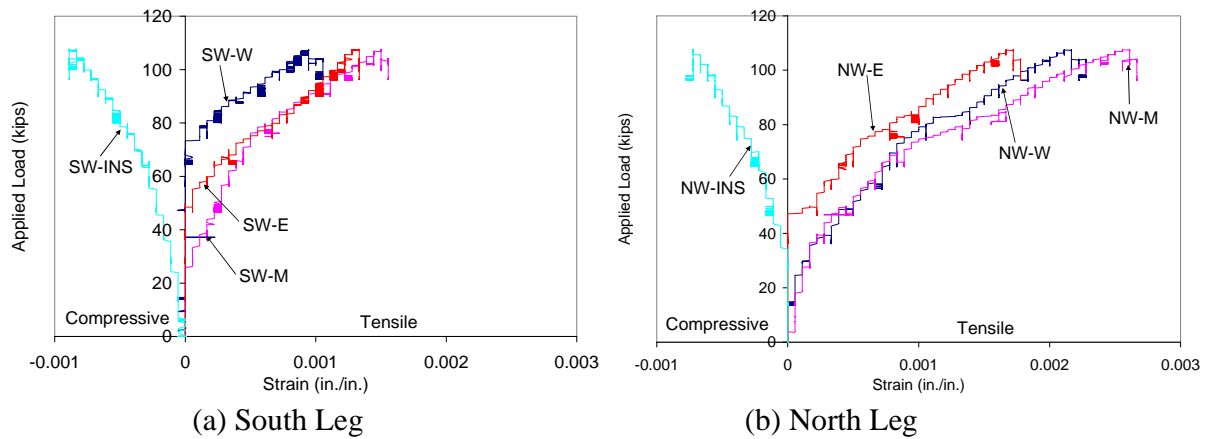 120
100
80
60
40
20
0
-0.001
0
0.001
0.002
0.003
Applied Load (kips)
Strain (in./in.)
SW-W
SW-INS
SW-E
SW-M
Compressive
Tensile
(a) South Leg
120
100
80
60
40
20
0
-0.001
0
0.001
0.002
0.003
Applied Load (kips)
Strain (in./in.)
NW-E
NW-M
NW-W
NW-INS
Compressive
Tensile
(b) North Leg